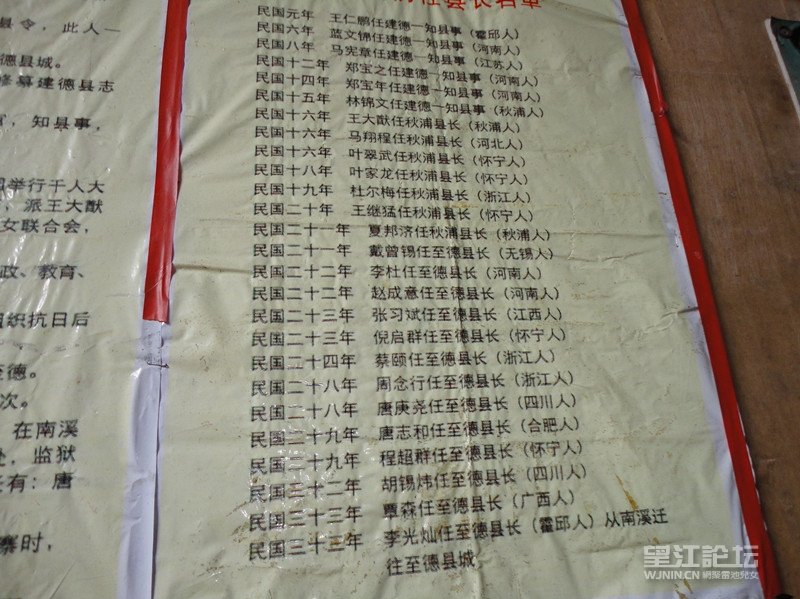 县令,此人一
德县城。
修纂建德县志
知县事,
举行千人大
,派王大猷
女联合会,
政、教育、
织抗日后
至德。
次。
在南溪
监狱
长有:唐
寨时,
任县长名单
民国元年 王仁鹏任建德一知县事(霍邱人)
民国六年 蓝文锦任建德一知县事(河南人)
民国八年 马宪章任建德一知县事(江苏人)
民国十二年 郑宝之任建德一知县事(河南人)
民国十四年 郑宝年任建德一知县事(河南人)
民国十五年 林锦文任建德一知县事(秋浦人)
民国十六年 王大猷任秋浦县长(秋浦人)
民国十六年 马翔程任秋浦县长(河北人)
民国十六年 叶翠武任秋浦县长(怀宁人)
民国十八年 叶家龙任秋浦县长(怀宁人)
民国十九年 杜尔梅任秋浦县长(浙江人)
民国二十年 王继猛任秋浦县长(怀宁人)
民国二十一年 夏邦济任秋浦县长(秋浦人)
民国二十一年 戴曾锡任至德县长(无锡人)
民国二十二年 李杜任至德县长(河南人)
民国二十二年 赵成意任至德县长(河南人)
民国二十三年 张习斌任至德县长(江西人)
民国二十三年 倪启群任至德县长(怀宁人)
民国二十四年 蔡颐任至德县长(浙江人)
民国二十八年 周念行任至德县长(浙江人)
民国二十八年 唐庚尧任至德县长(四川人)
民国二十九年 唐志和任至德县长(合肥人)
民国三十九年 程超群任至德县长(怀宁人)
民国三十二年 胡锡炜任至德县长(四川人)
民国三十三年 覃森任至德县长(广西人)
民国三十三年 李光灿任至德县长(霍邱人)从南溪迁
往至德县城
望江論坛
WJNIN.CN 網聚雷池兒女